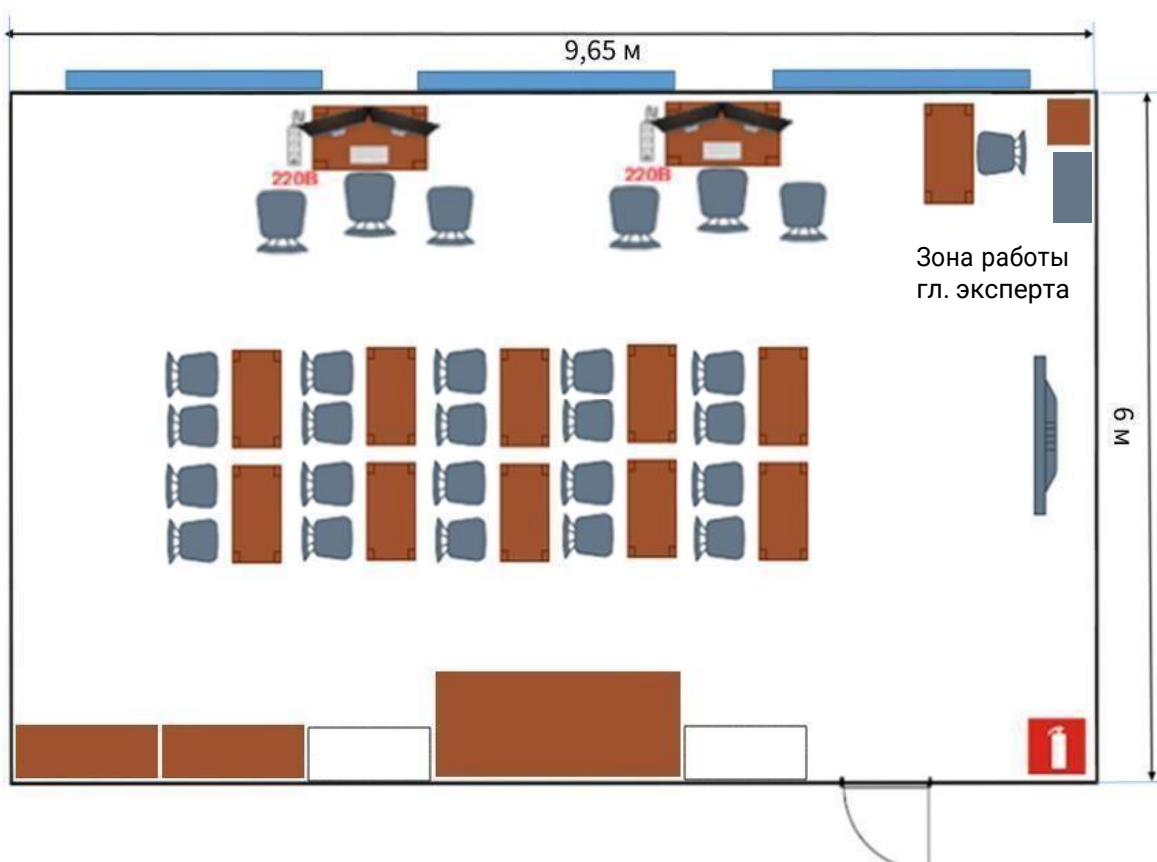 9,65 м
220В
220В
Зона работы
гл. эксперта
6 м